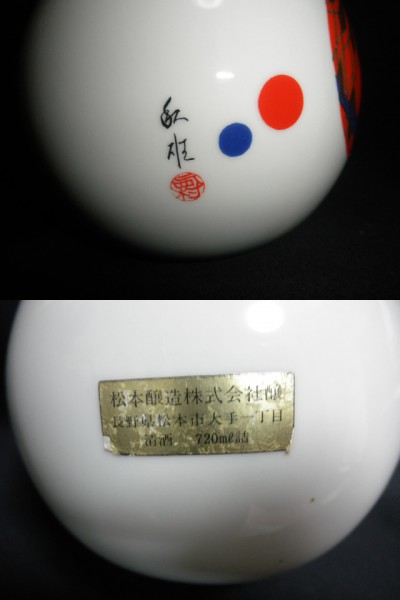 松本醸造株式会社醸
長野県松本市大手一丁目
清酒 720㎖詰